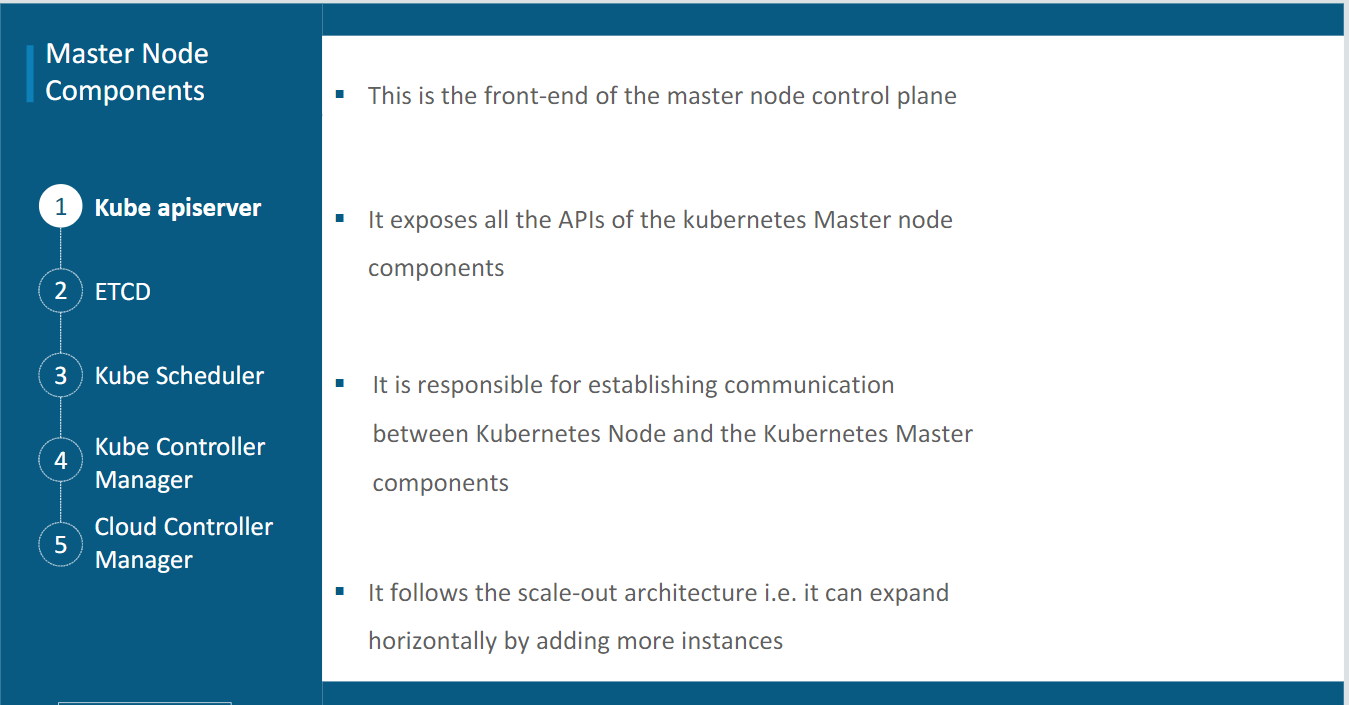 Master Node
Components
1 Kube apiserver
2 ETCD
3 Kube Scheduler
4 Kube Controller
Manager
5 Cloud Controller
Manager
▪ This is the front-end of the master node control plane
▪ It exposes all the APIs of the kubernetes Master node
components
▪ It is responsible for establishing communication
between Kubernetes Node and the Kubernetes Master
components
▪ It follows the scale-out architecture i.e. it can expand
horizontally by adding more instances